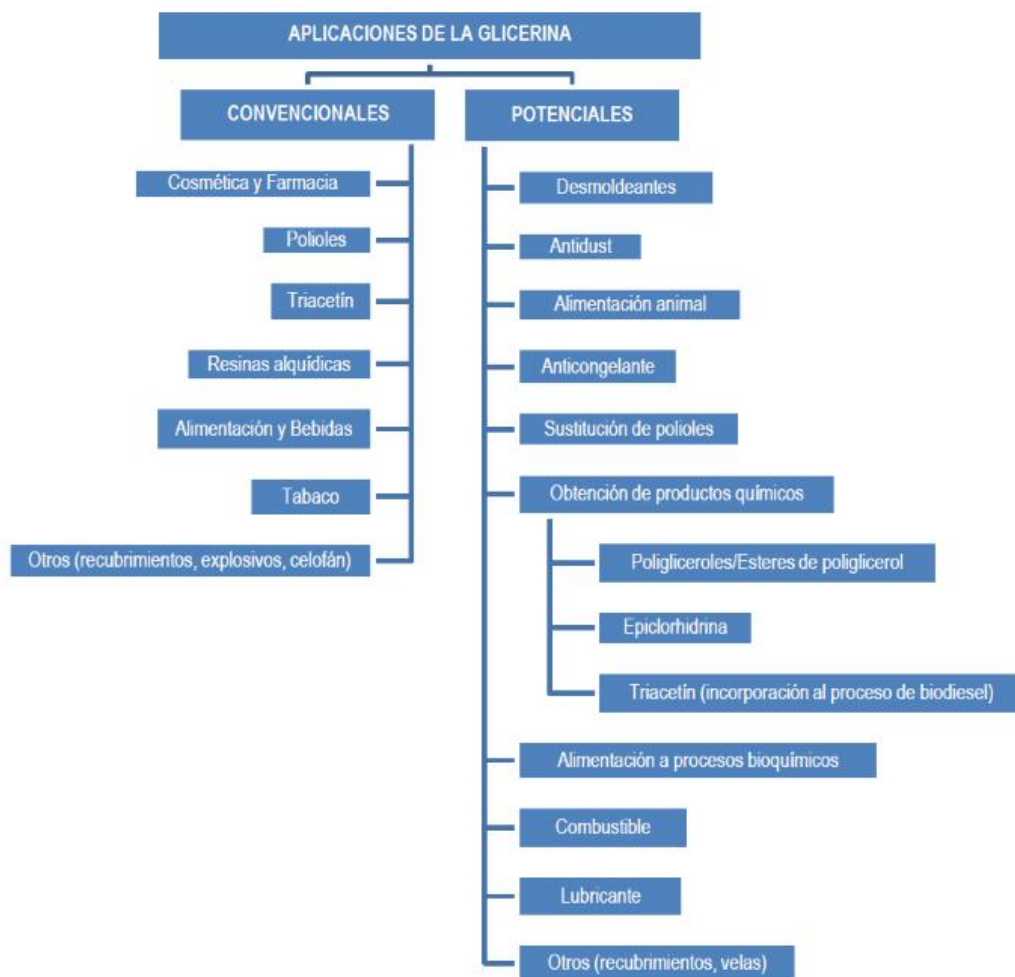 APLICACIONES DE LA GLICERINA
CONVENCIONALES
Cosmética y Farmacia
Polioles
Triacetín
Resinas alquídicas
Alimentación y Bebidas
Tabaco
Otros (recubrimientos, explosivos, celofán)
POTENCIALES
Desmoldeantes
Antidust
Alimentación animal
Anticongelante
Sustitución de polioles
Obtención de productos químicos
Poligliceroles/Esteres de poliglicerol
Epiclorhidrina
Triacetín (incorporación al proceso de biodiesel)
Alimentación a procesos bioquímicos
Combustible
Lubricante
Otros (recubrimientos, velas)